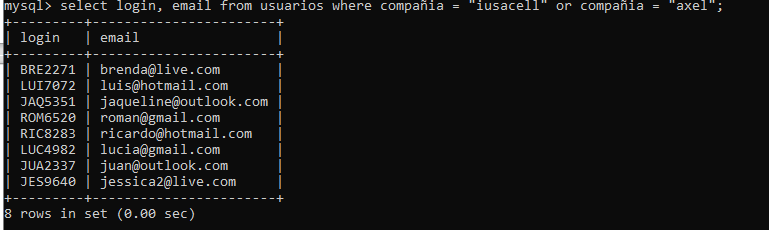 mysql> select login, email from usuarios where compañia = "iusacell" or compañia = "axel";
+---------+-----------------------+
| login   | email                 |
+---------+-----------------------+
| BRE2271 | brenda@live.com       |
| LUI7072 | luis@hotmail.com      |
| JAQ5351 | jaqueline@outlook.com |
| ROM6520 | roman@gmail.com       |
| RIC8283 | ricardo@hotmail.com   |
| LUC4982 | lucia@gmail.com       |
| JUA2337 | juan@outlook.com      |
| JES9640 | jessica2@live.com     |
+---------+-----------------------+
8 rows in set (0.00 sec)